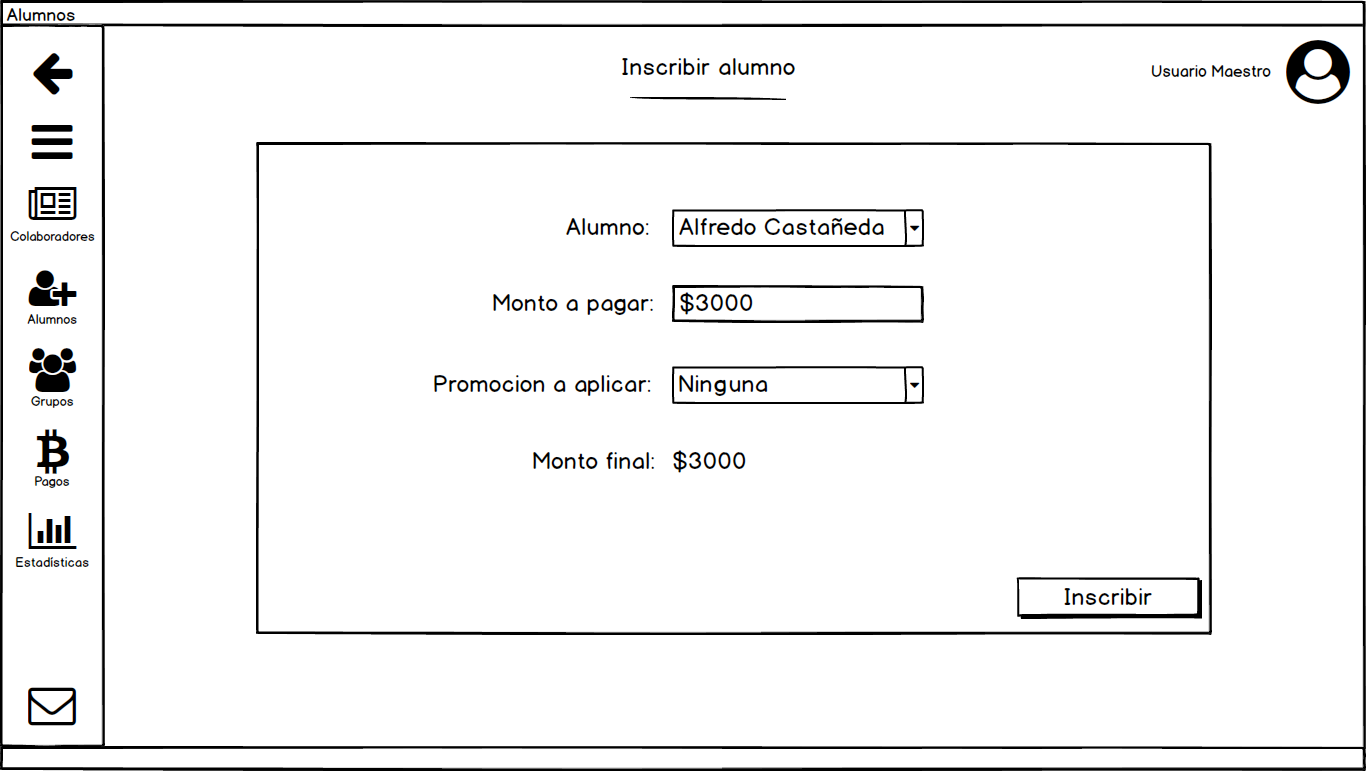 Alumnos
Inscribir alumno
Usuario Maestro
Colaboradores
Alumnos
Grupos
Pagos
Estadísticas
Alumno: Alfredo Castañeda
Monto a pagar: $3000
Promocion a aplicar: Ninguna
Monto final: $3000
Inscribir